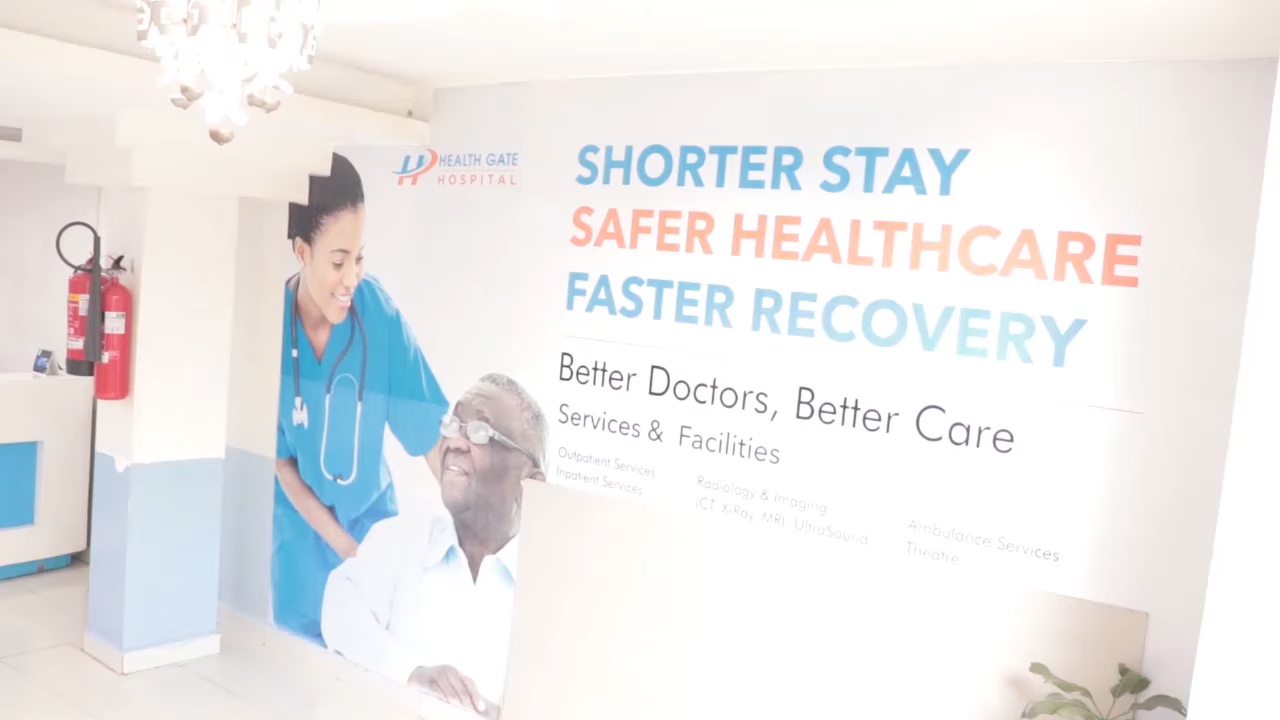 HEALTH GATE
HOSPITAL
SHORTER STAY
SAFER HEALTHCARE
FASTER RECOVERY
Better Doctors, Better Care
Services & Facilities
Outpatient Services
Inpatient Services
Radiology & Imaging
(CT, X-Ray, MRI, UltraSound
Ambulance Services
Theatre